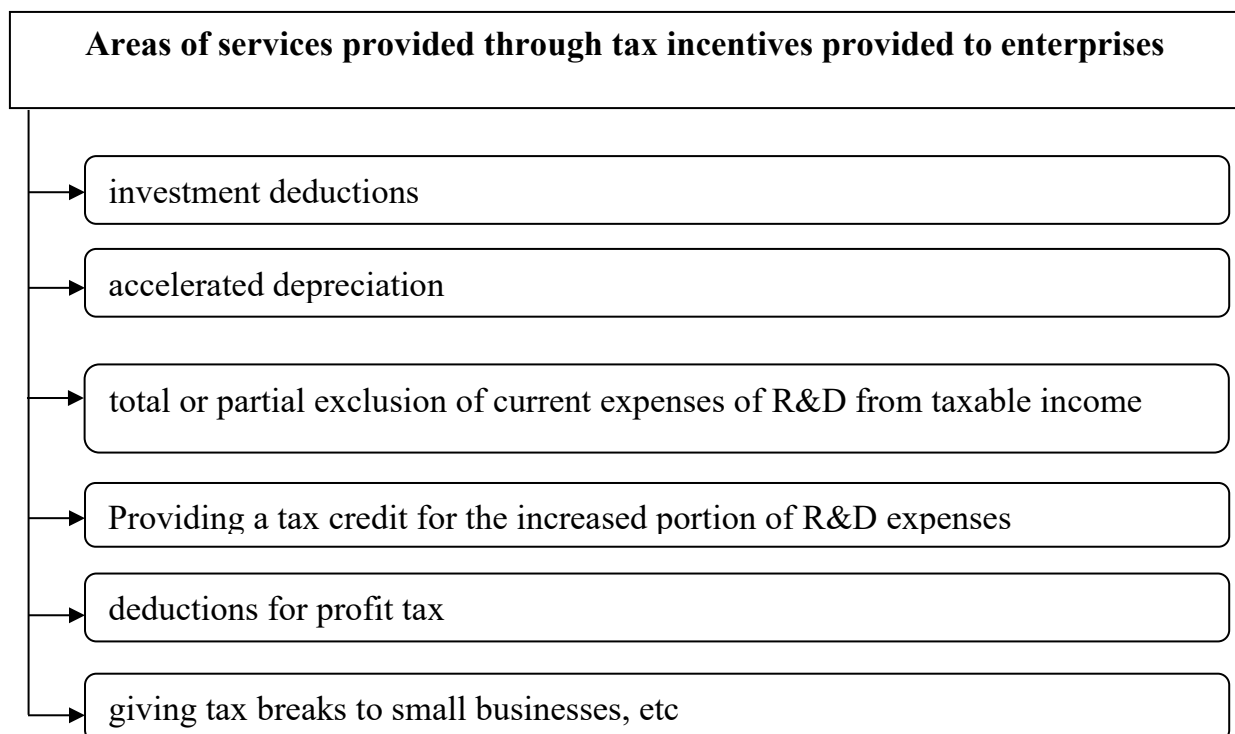 Areas of services provided through tax incentives provided to enterprises
investment deductions
accelerated depreciation
total or partial exclusion of current expenses of R&D from taxable income
Providing a tax credit for the increased portion of R&D expenses
deductions for profit tax
giving tax breaks to small businesses, etc